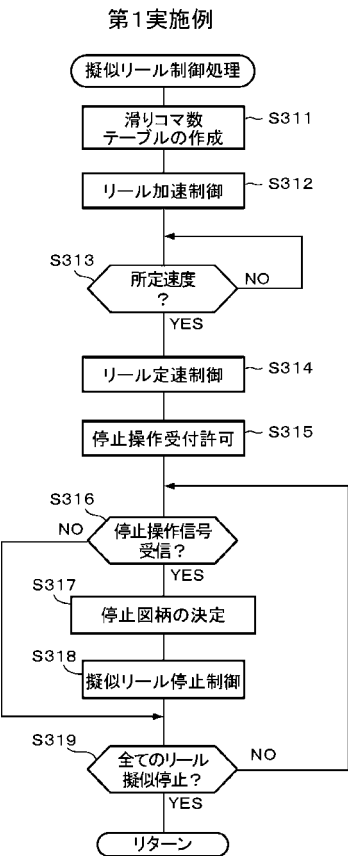 第1実施例
擬似リール制御処理
滑りコマ数
テーブルの作成
S311
リール加速制御
S312
S313
所定速度
?
NO
YES
リール定速制御
S314
停止操作受付許可
S315
S316
NO
停止操作信号
受信?
YES
S317
停止図柄の決定
S318
擬似リール停止制御
S319
全てのリール
擬似停止?
NO
YES
リターン